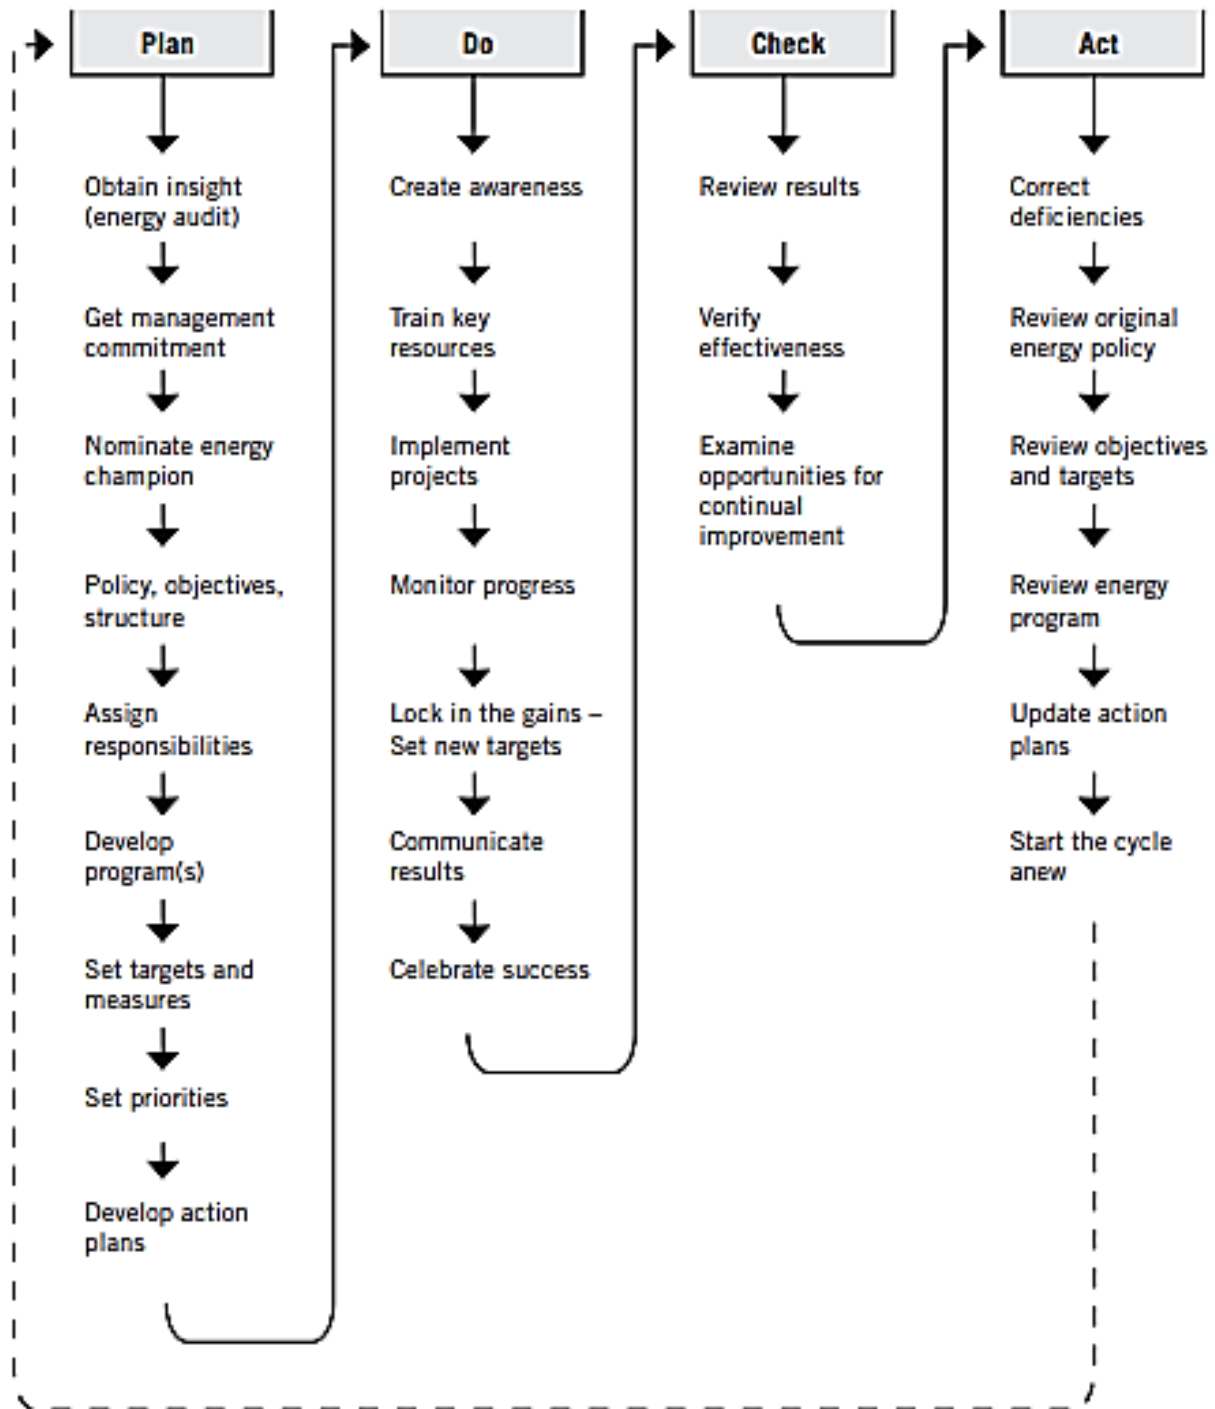 Plan
Obtain insight
(energy audit)
Get management
commitment
Nominate energy
champion
Policy, objectives,
structure
Assign
responsibilities
Develop
program(s)
Set targets and
measures
Set priorities
Develop action
plans
Do
Create awareness
Train key
resources
Implement
projects
Monitor progress
Lock in the gains –
Set new targets
Communicate
results
Celebrate success
Check
Review results
Verify
effectiveness
Examine
opportunities for
continual
improvement
Act
Correct
deficiencies
Review original
energy policy
Review objectives
and targets
Review energy
program
Update action
plans
Start the cycle
anew